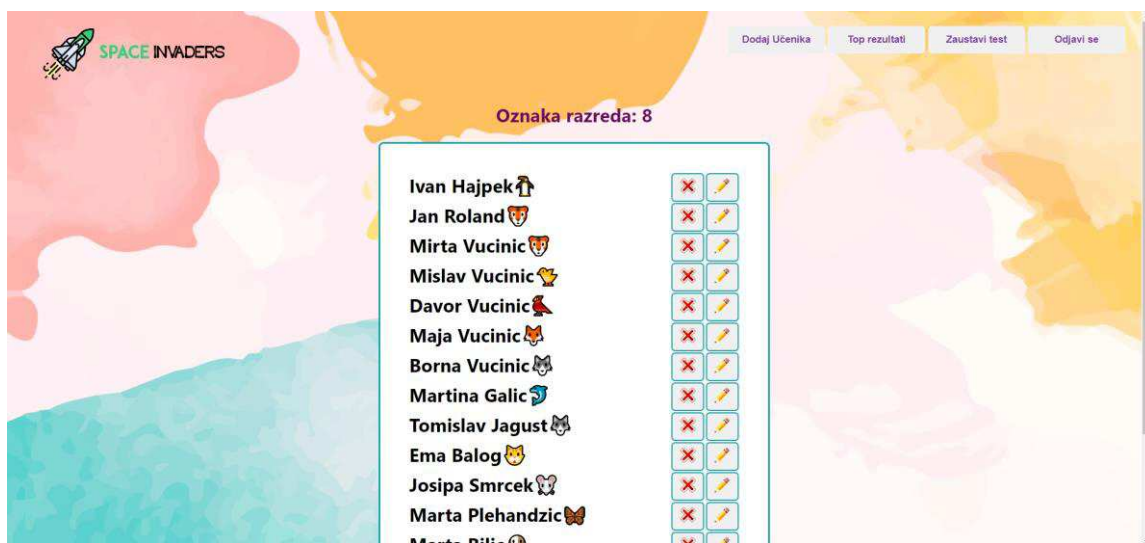 SPACE INVADERS
Dodaj Učenika
Top rezultati
Zaustavi test
Odjavi se
Oznaka razreda: 8
Ivan Hajpek
Jan Roland
Mirta Vucinic
Mislav Vucinic
Davor Vucinic
Maja Vucinic
Borna Vucinic
Martina Galic
Tomislav Jagust
Ema Balog
Josipa Smrcek
Marta Plehandzic